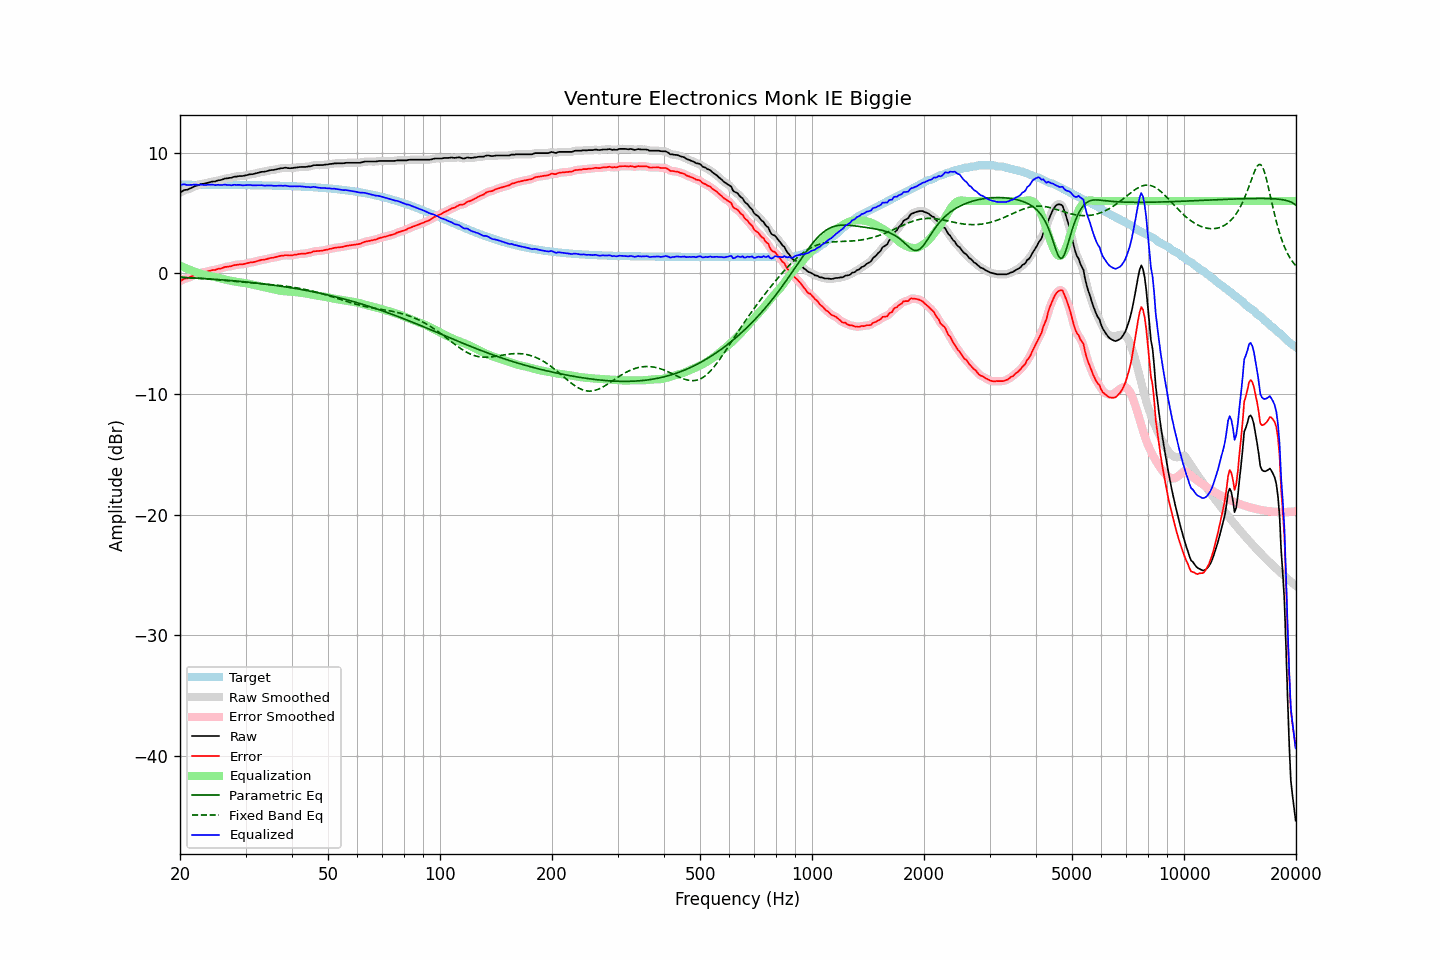 Venture Electronics Monk IE Biggie
Amplitude (dBr)
10
0
−10
−20
−30
−40
Target
Raw Smoothed
Error Smoothed
Raw
Error
Equalization
Parametric Eq
Fixed Band Eq
Equalized
20 50 100 200 500 1000 2000 5000 10000 20000
Frequency (Hz)